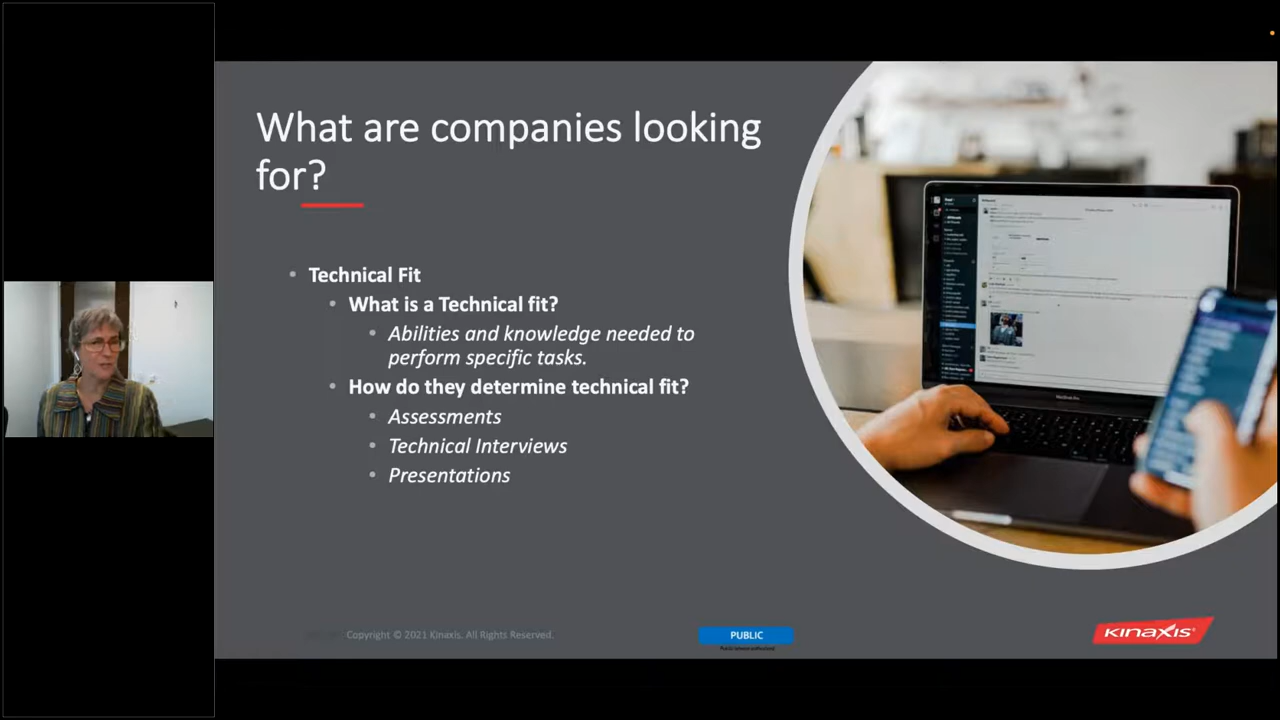 What are companies looking
for?
Technical Fit
What is a Technical fit?
Abilities and knowledge needed to
perform specific tasks.
How do they determine technical fit?
Assessments
Technical Interviews
Presentations
Copyright © 2021 Kinaxis. All Rights Reserved.
PUBLIC
KINAXIS